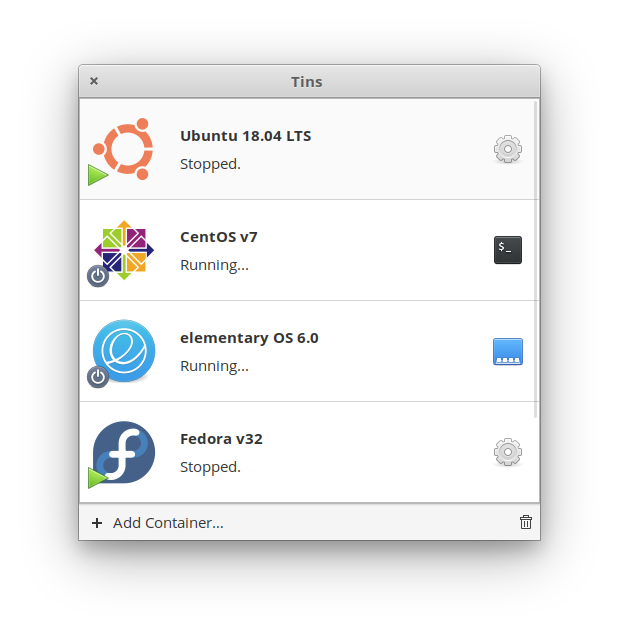 Tins
Ubuntu 18.04 LTS
Stopped.
CentOS v7
Running...
$_
elementary OS 6.0
Running...
Fedora v32
Stopped.
Add Container...